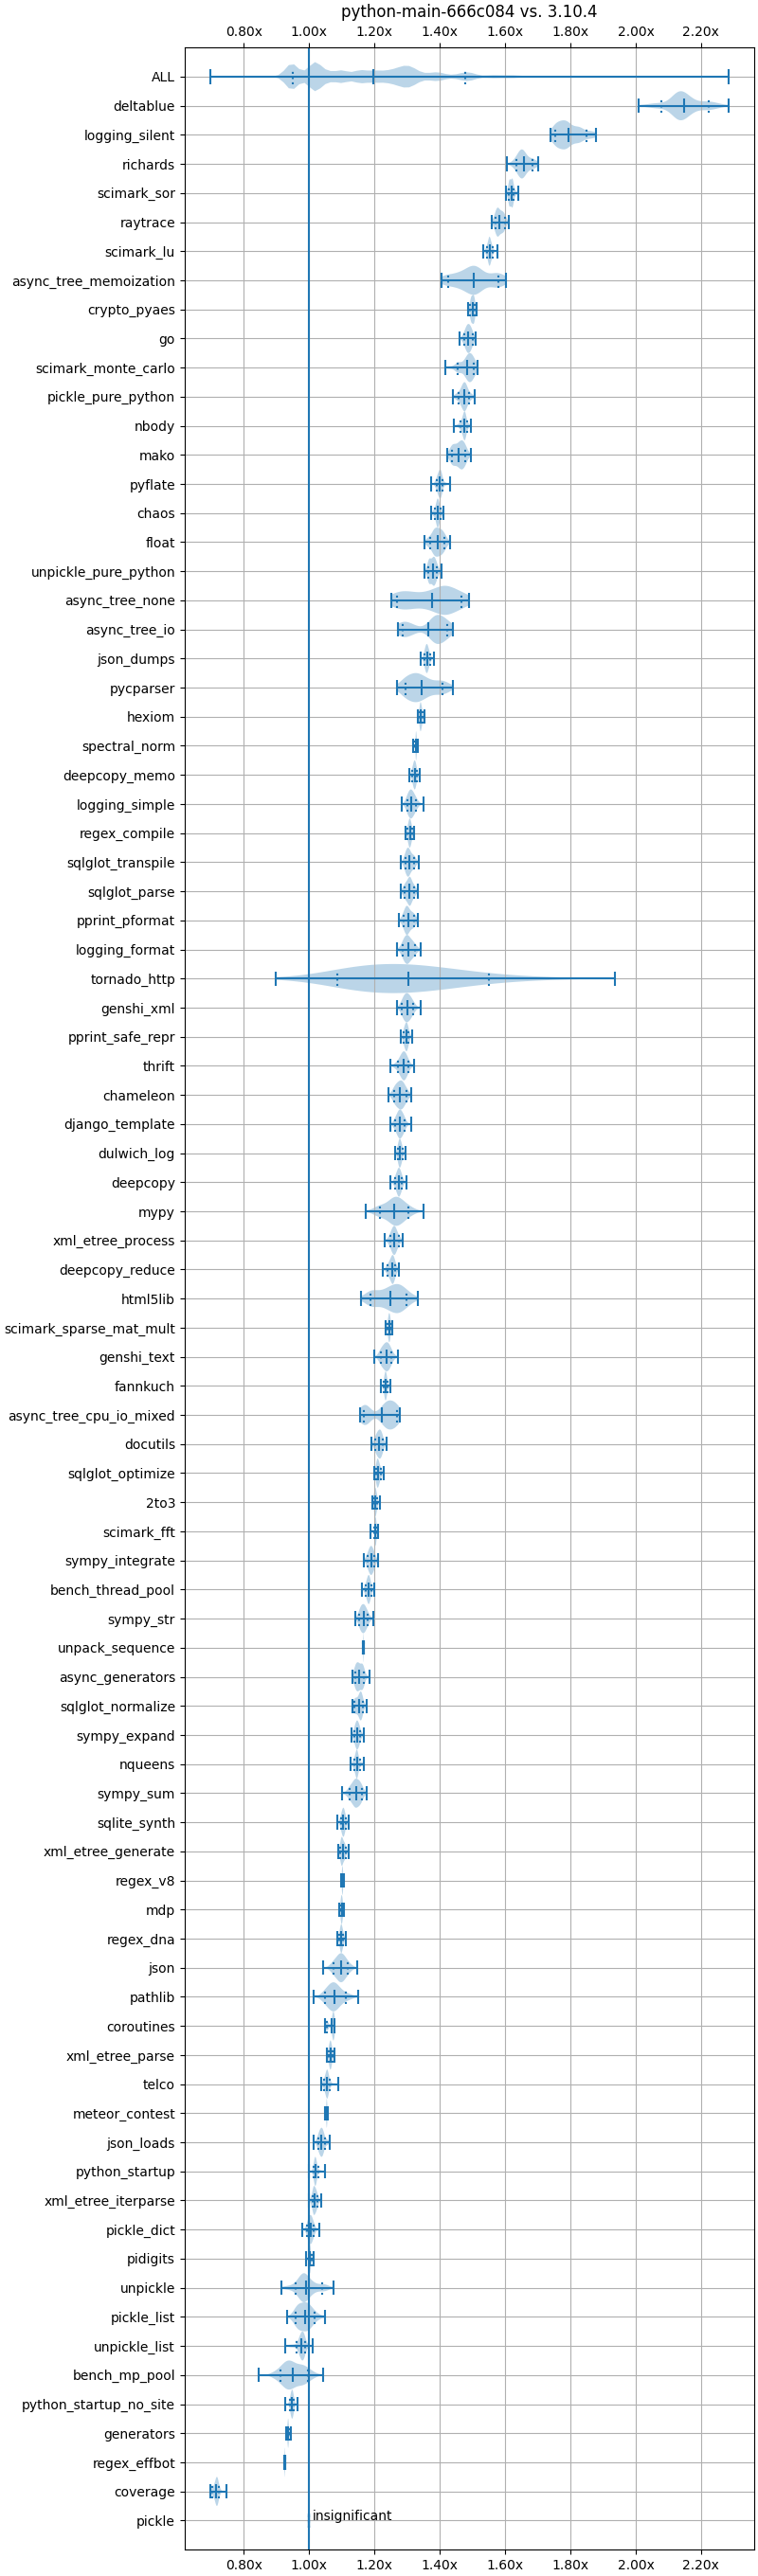 python-main-666c084 vs. 3.10.4
0.80x 1.00x 1.20x 1.40x 1.60x 1.80x 2.00x 2.20x
ALL
deltablue
logging_silent
richards
scimark_sor
raytrace
scimark_lu
async_tree_memoization
crypto_pyaes
go
scimark_monte_carlo
pickle_pure_python
nbody
mako
pyflate
chaos
float
unpickle_pure_python
async_tree_none
async_tree_io
json_dumps
pycparser
hexiom
spectral_norm
deepcopy_memo
logging_simple
regex_compile
sqlglot_transpile
sqlglot_parse
pprint_pformat
logging_format
tornado_http
genshi_xml
pprint_safe_repr
thrift
chameleon
django_template
dulwich_log
deepcopy
mypy
xml_etree_process
deepcopy_reduce
html5lib
scimark_sparse_mat_mult
genshi_text
fannkuch
async_tree_cpu_io_mixed
docutils
sqlglot_optimize
2to3
scimark_fft
sympy_integrate
bench_thread_pool
sympy_str
unpack_sequence
async_generators
sqlglot_normalize
sympy_expand
nqueens
sympy_sum
sqlite_synth
xml_etree_generate
regex_v8
mdp
regex_dna
json
pathlib
coroutines
xml_etree_parse
telco
meteor_contest
json_loads
python_startup
xml_etree_iterparse
pickle_dict
pidigits
unpickle
pickle_list
unpickle_list
bench_mp_pool
python_startup_no_site
generators
regex_effbot
coverage
pickle insignificant
0.80x 1.00x 1.20x 1.40x 1.60x 1.80x 2.00x 2.20x